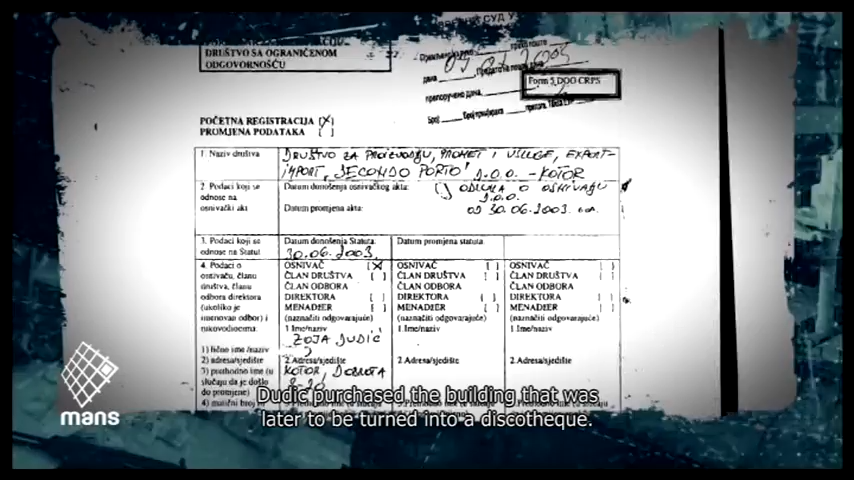 DRUŠTVO SA OGRANIČENOM
ODGOVORNOŠĆU
Form 5 DOO CRPS
POČETNA REGISTRACIJA (X)
PROMJENA PODATAKA ( )
1. Naziv društva
DRUŠTVO ZA PROIZVODNJU, PROMET I USLUGE, EXPORT-
IMPORT, "SECONDO PORTO" D.O.O. - KOTOR
2. Podaci koji se
odnose na
osnivački akt
Datum donošenja osnivačkog akta:
ODLUKA O OSNIVANJU
D.O.O.
Datum promjena akta:
OD 30.06.2003.
3. Podaci koji se
odnose na Statut
Datum donošenja Statuta:
30.06.2003.
Datum promjena statuta:
4. Podaci o
osnivaču, članu
društva, članu
odbora direktora
(ukoliko je
imenovan odbor) i
rukovodiocima:
OSNIVAČ [X]
ČLAN DRUŠTVA [ ]
ČLAN ODBORA
DIREKTORA [ ]
MENADŽER [ ]
(naznačiti odgovarajuće)
1.Ime/naziv
ZOJA DUDIĆ
2.Adresa/sjedište
KOTOR, DOBROTA
OSNIVAČ [ ]
ČLAN DRUŠTVA [ ]
ČLAN ODBORA
DIREKTORA [ ]
MENADŽER [ ]
(naznačiti odgovarajuće)
1.Ime/naziv
2.Adresa/sjedište
OSNIVAČ [ ]
ČLAN DRUŠTVA [ ]
ČLAN ODBORA
DIREKTORA [ ]
MENADŽER [ ]
(naznačiti odgovarajuće)
1.Ime/naziv
2.Adresa/sjedište
1) lično ime /naziv
2) adresa/sjedište
3) prethodno ime (u
slučaju da je došlo
do promjene)
4) matični broj
mans
Dudic purchased the building that was
later to be turned into a discotheque.